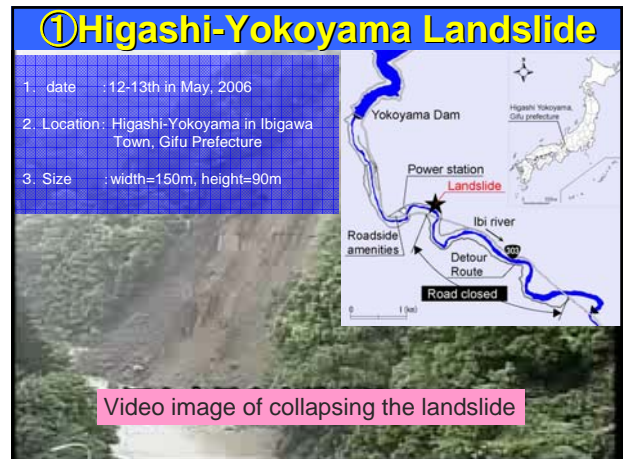 ①Higashi-Yokoyama Landslide
1. date :12-13th in May, 2006
2. Location: Higashi-Yokoyama in Ibigawa
Town, Gifu Prefecture
3. Size :width=150m, height=90m
Yokoyama Dam
Higashi Yokoyama,
Gifu prefecture
Power station
Landslide
Ibi river
Roadside
amenities
303
Detour
Route
Road closed
0 1 (km)
Video image of collapsing the landslide